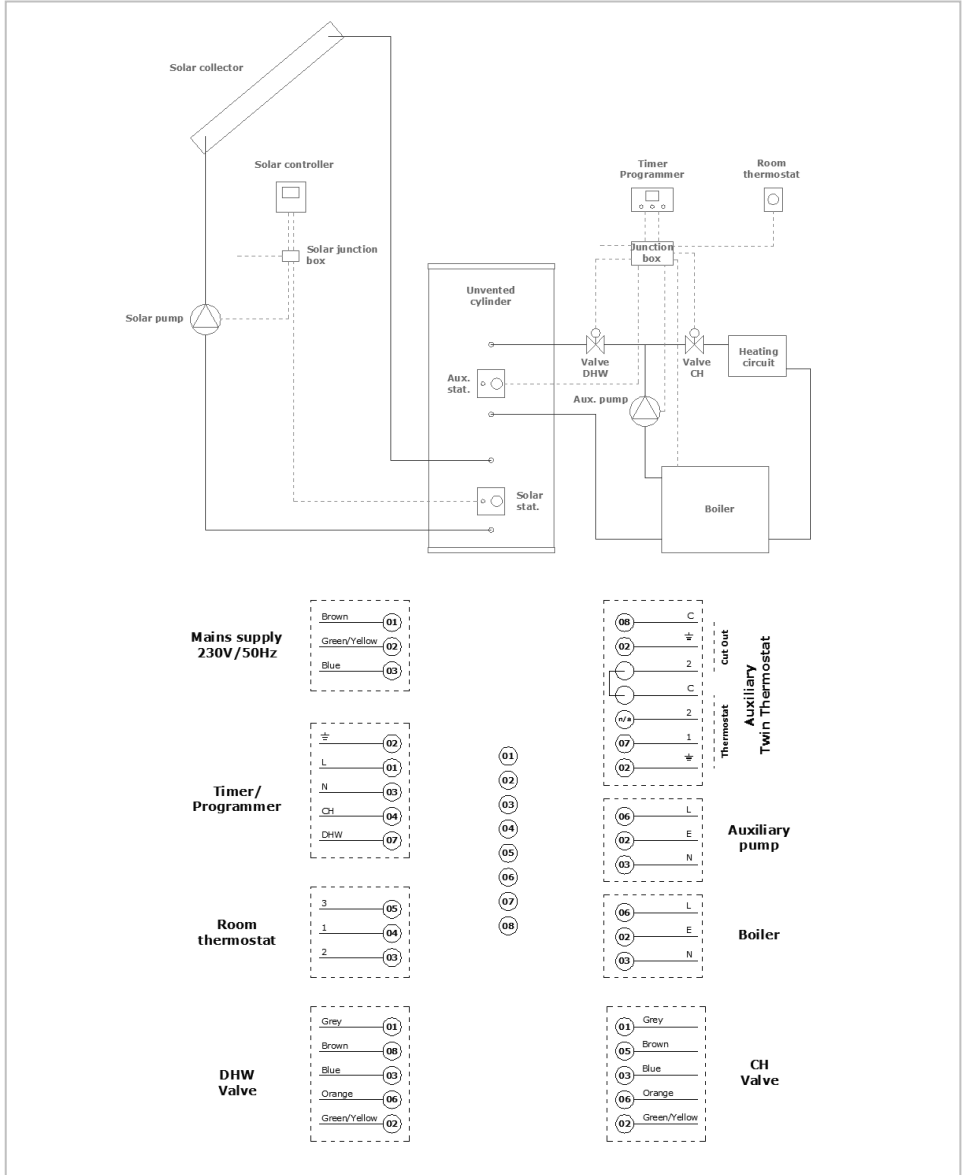 Solar collector
Solar controller
Timer
Programmer
Room
thermostat
Solar junction
box
Junction
box
Unvented
cylinder
Solar pump
Valve
DHW
Valve
CH
Heating
circuit
Aux.
stat.
Aux. pump
Solar
stat.
Boiler
Mains supply
230V/50Hz
Brown 01
Green/Yellow 02
Blue 03
Timer/
Programmer
02
L 01
N 03
CH 04
DHW 07
Room
thermostat
3 05
1 04
2 03
DHW
Valve
Grey 01
Brown 08
Blue 03
Orange 06
Green/Yellow 02
01
02
03
04
05
06
07
08
08 C
02
2
C
n/a 2
07 1
02
Cut Out
Thermostat
Auxiliary
Twin Thermostat
06 L
02 E
03 N
Auxiliary
pump
06 L
02 E
03 N
Boiler
01 Grey
05 Brown
03 Blue
06 Orange
02 Green/Yellow
CH
Valve